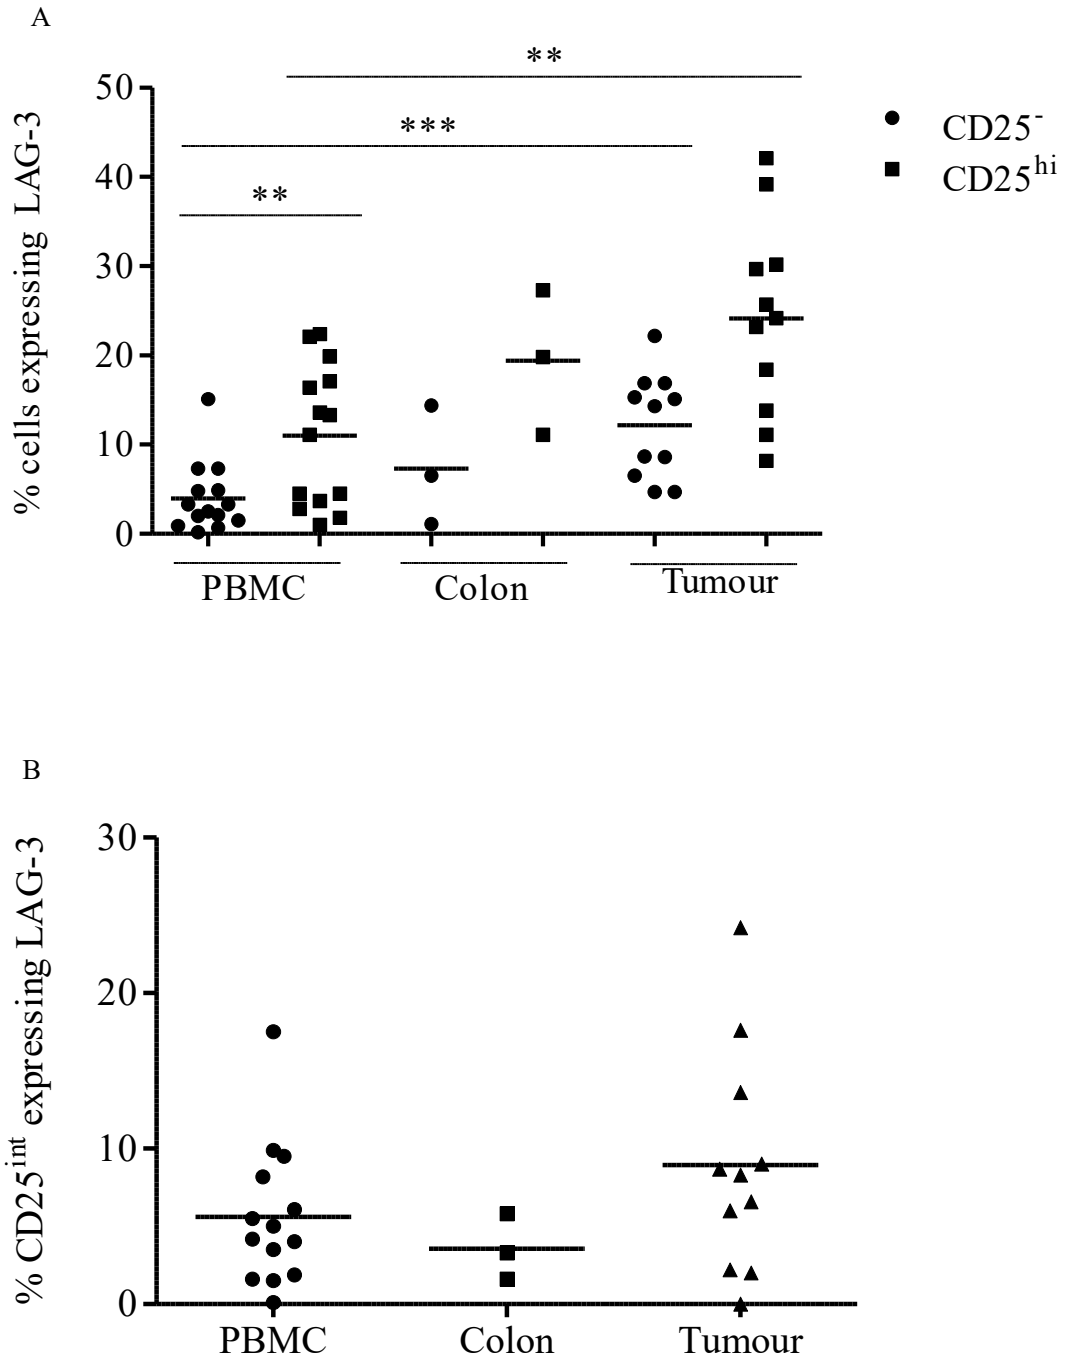 A
**
50
***
CD25⁻
CD25ʰⁱ
40
**
30
20
10
0
% cells expressing LAG-3
PBMC
Colon
Tumour
B
30
20
10
0
% CD25ⁱⁿᵗ expressing LAG-3
PBMC
Colon
Tumour